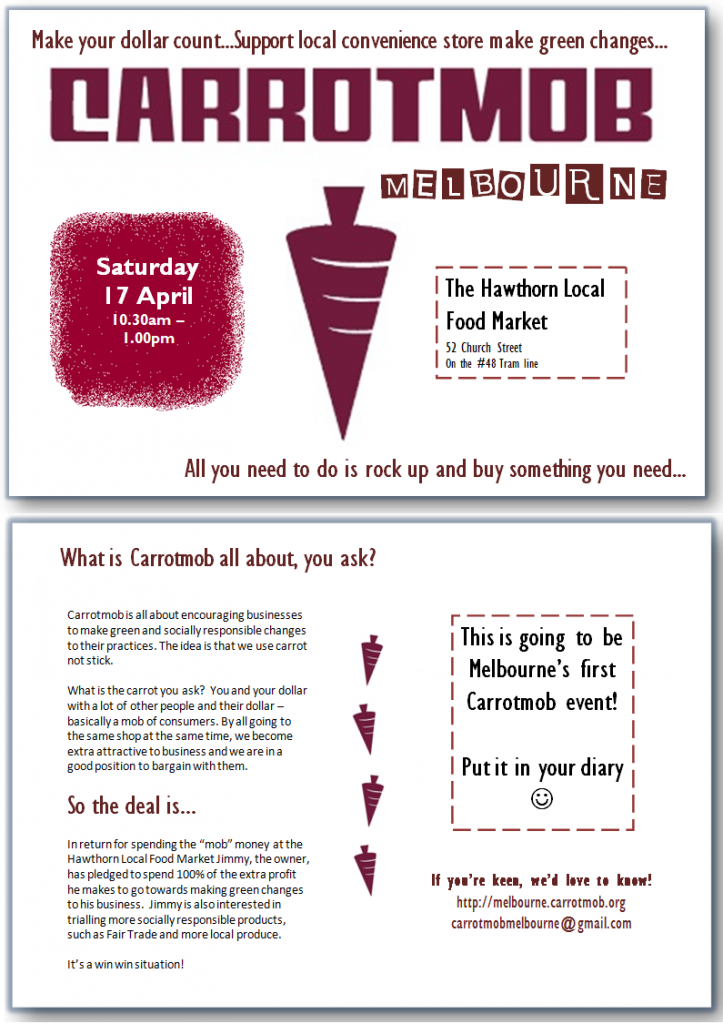 Make your dollar count...Support local convenience store make green changes...
CARROTMOB
MELBOURNE
Saturday
17 April
10.30am –
1.00pm
The Hawthorn Local
Food Market
52 Church Street
On the #48 Tram line
All you need to do is rock up and buy something you need...
What is Carrotmob all about, you ask?
Carrotmob is all about encouraging businesses
to make green and socially responsible changes
to their practices. The idea is that we use carrot
not stick.
What is the carrot you ask? You and your dollar
with a lot of other people and their dollar –
basically a mob of consumers. By all going to
the same shop at the same time, we become
extra attractive to business and we are in a
good position to bargain with them.
So the deal is...
In return for spending the “mob” money at the
Hawthorn Local Food Market Jimmy, the owner,
has pledged to spend 100% of the extra profit
he makes to go towards making green changes
to his business. Jimmy is also interested in
trialling more socially responsible products,
such as Fair Trade and more local produce.
It’s a win win situation!
This is going to be
Melbourne’s first
Carrotmob event!
Put it in your diary
☺
If you’re keen, we’d love to know!
http://melbourne.carrotmob.org
carrotmobmelbourne@gmail.com